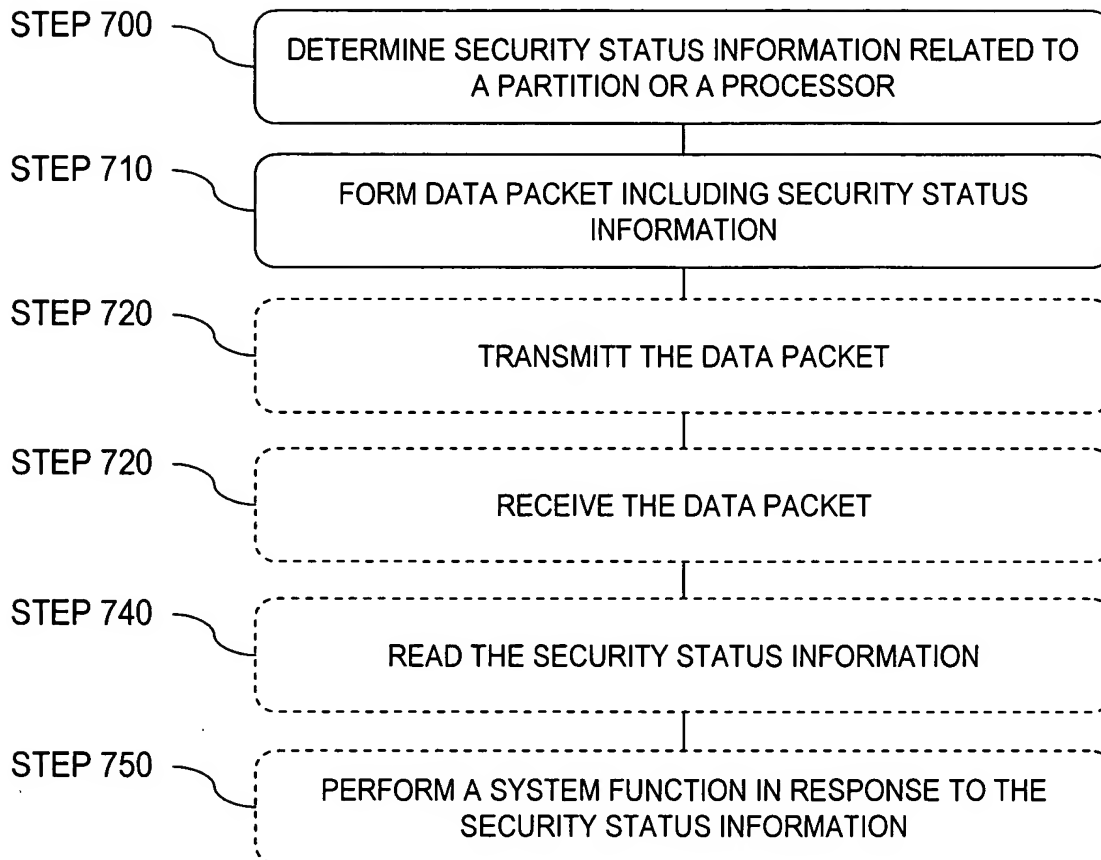 STEP 700
DETERMINE SECURITY STATUS INFORMATION RELATED TO
A PARTITION OR A PROCESSOR
STEP 710
FORM DATA PACKET INCLUDING SECURITY STATUS
INFORMATION
STEP 720
TRANSMITT THE DATA PACKET
STEP 720
RECEIVE THE DATA PACKET
STEP 740
READ THE SECURITY STATUS INFORMATION
STEP 750
PERFORM A SYSTEM FUNCTION IN RESPONSE TO THE
SECURITY STATUS INFORMATION